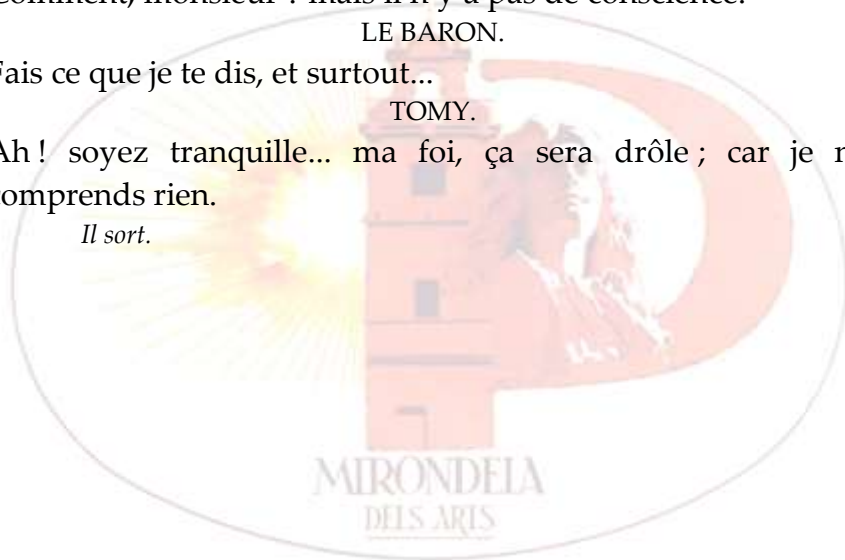 LE BARON.
Fais ce que je te dis, et surtout...
TOMY.
Ah ! soyez tranquille... ma foi, ça sera drôle ; car je
comprends rien.
Il sort.
MIRONDELA
DELS ARTS